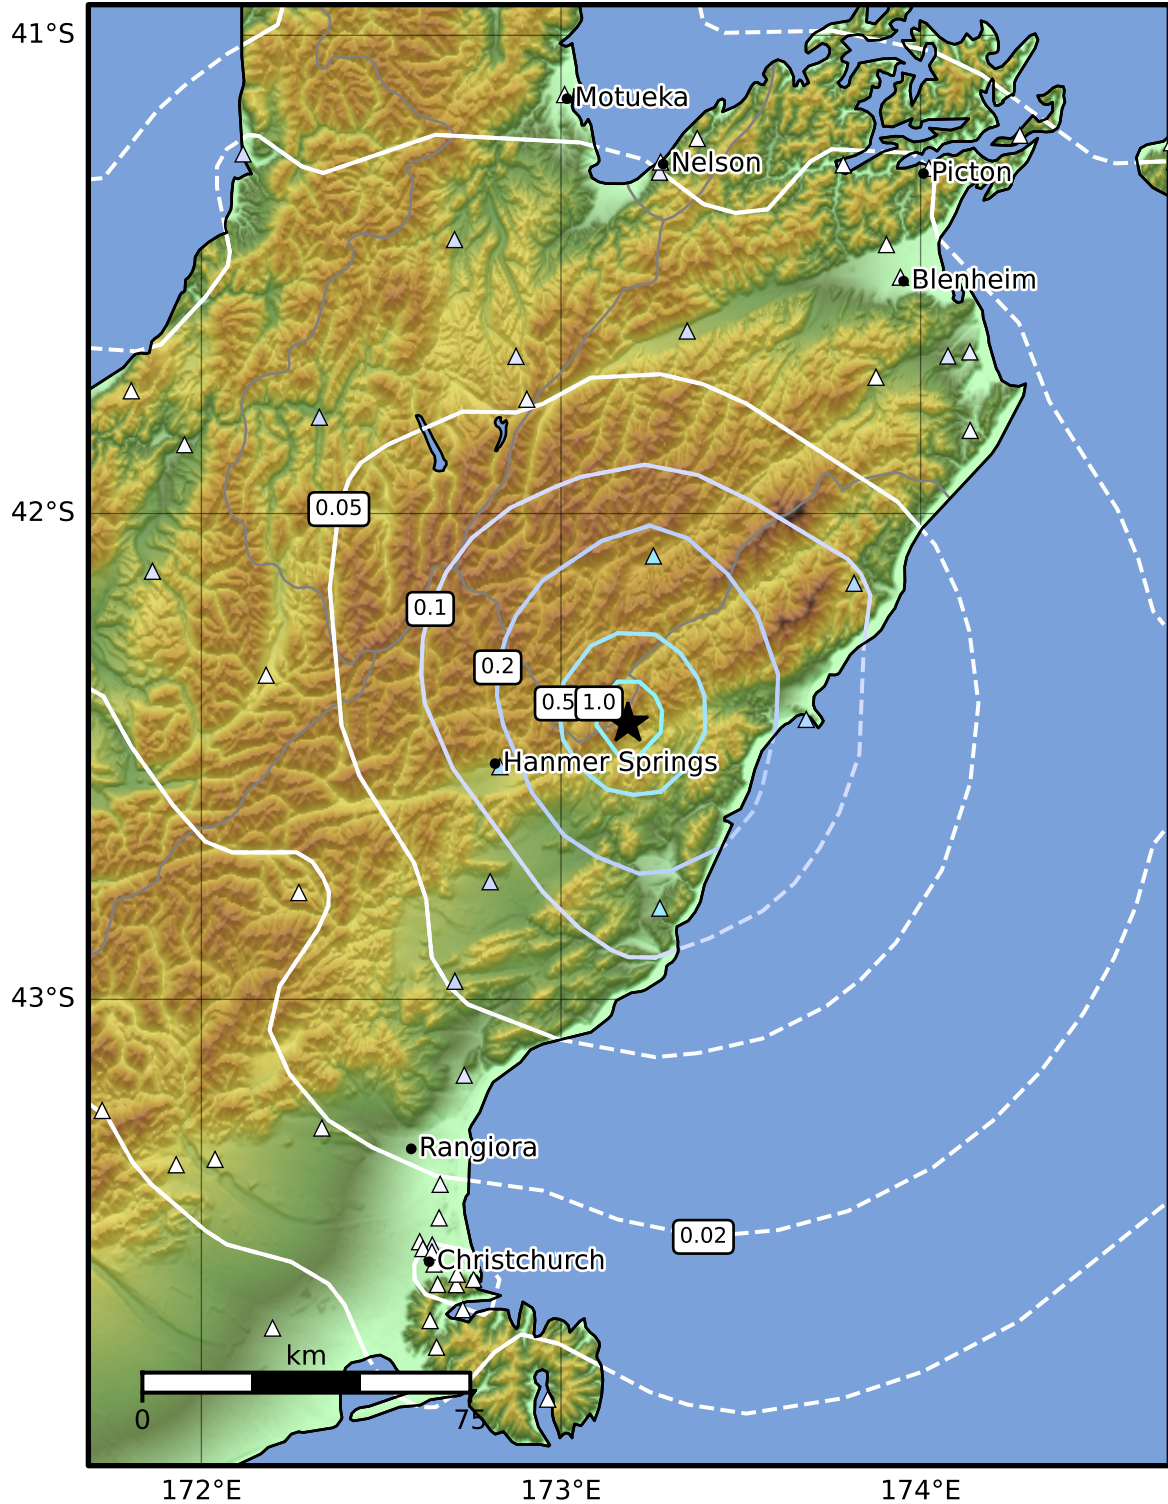 41°S
Motueka
Nelson
Picton
Blenheim
0.05
42°S
0.1
0.2
0.5
1.0
Hanmer Springs
43°S
Rangiora
0.02
Christchurch
km
0
75
172°E
173°E
174°E